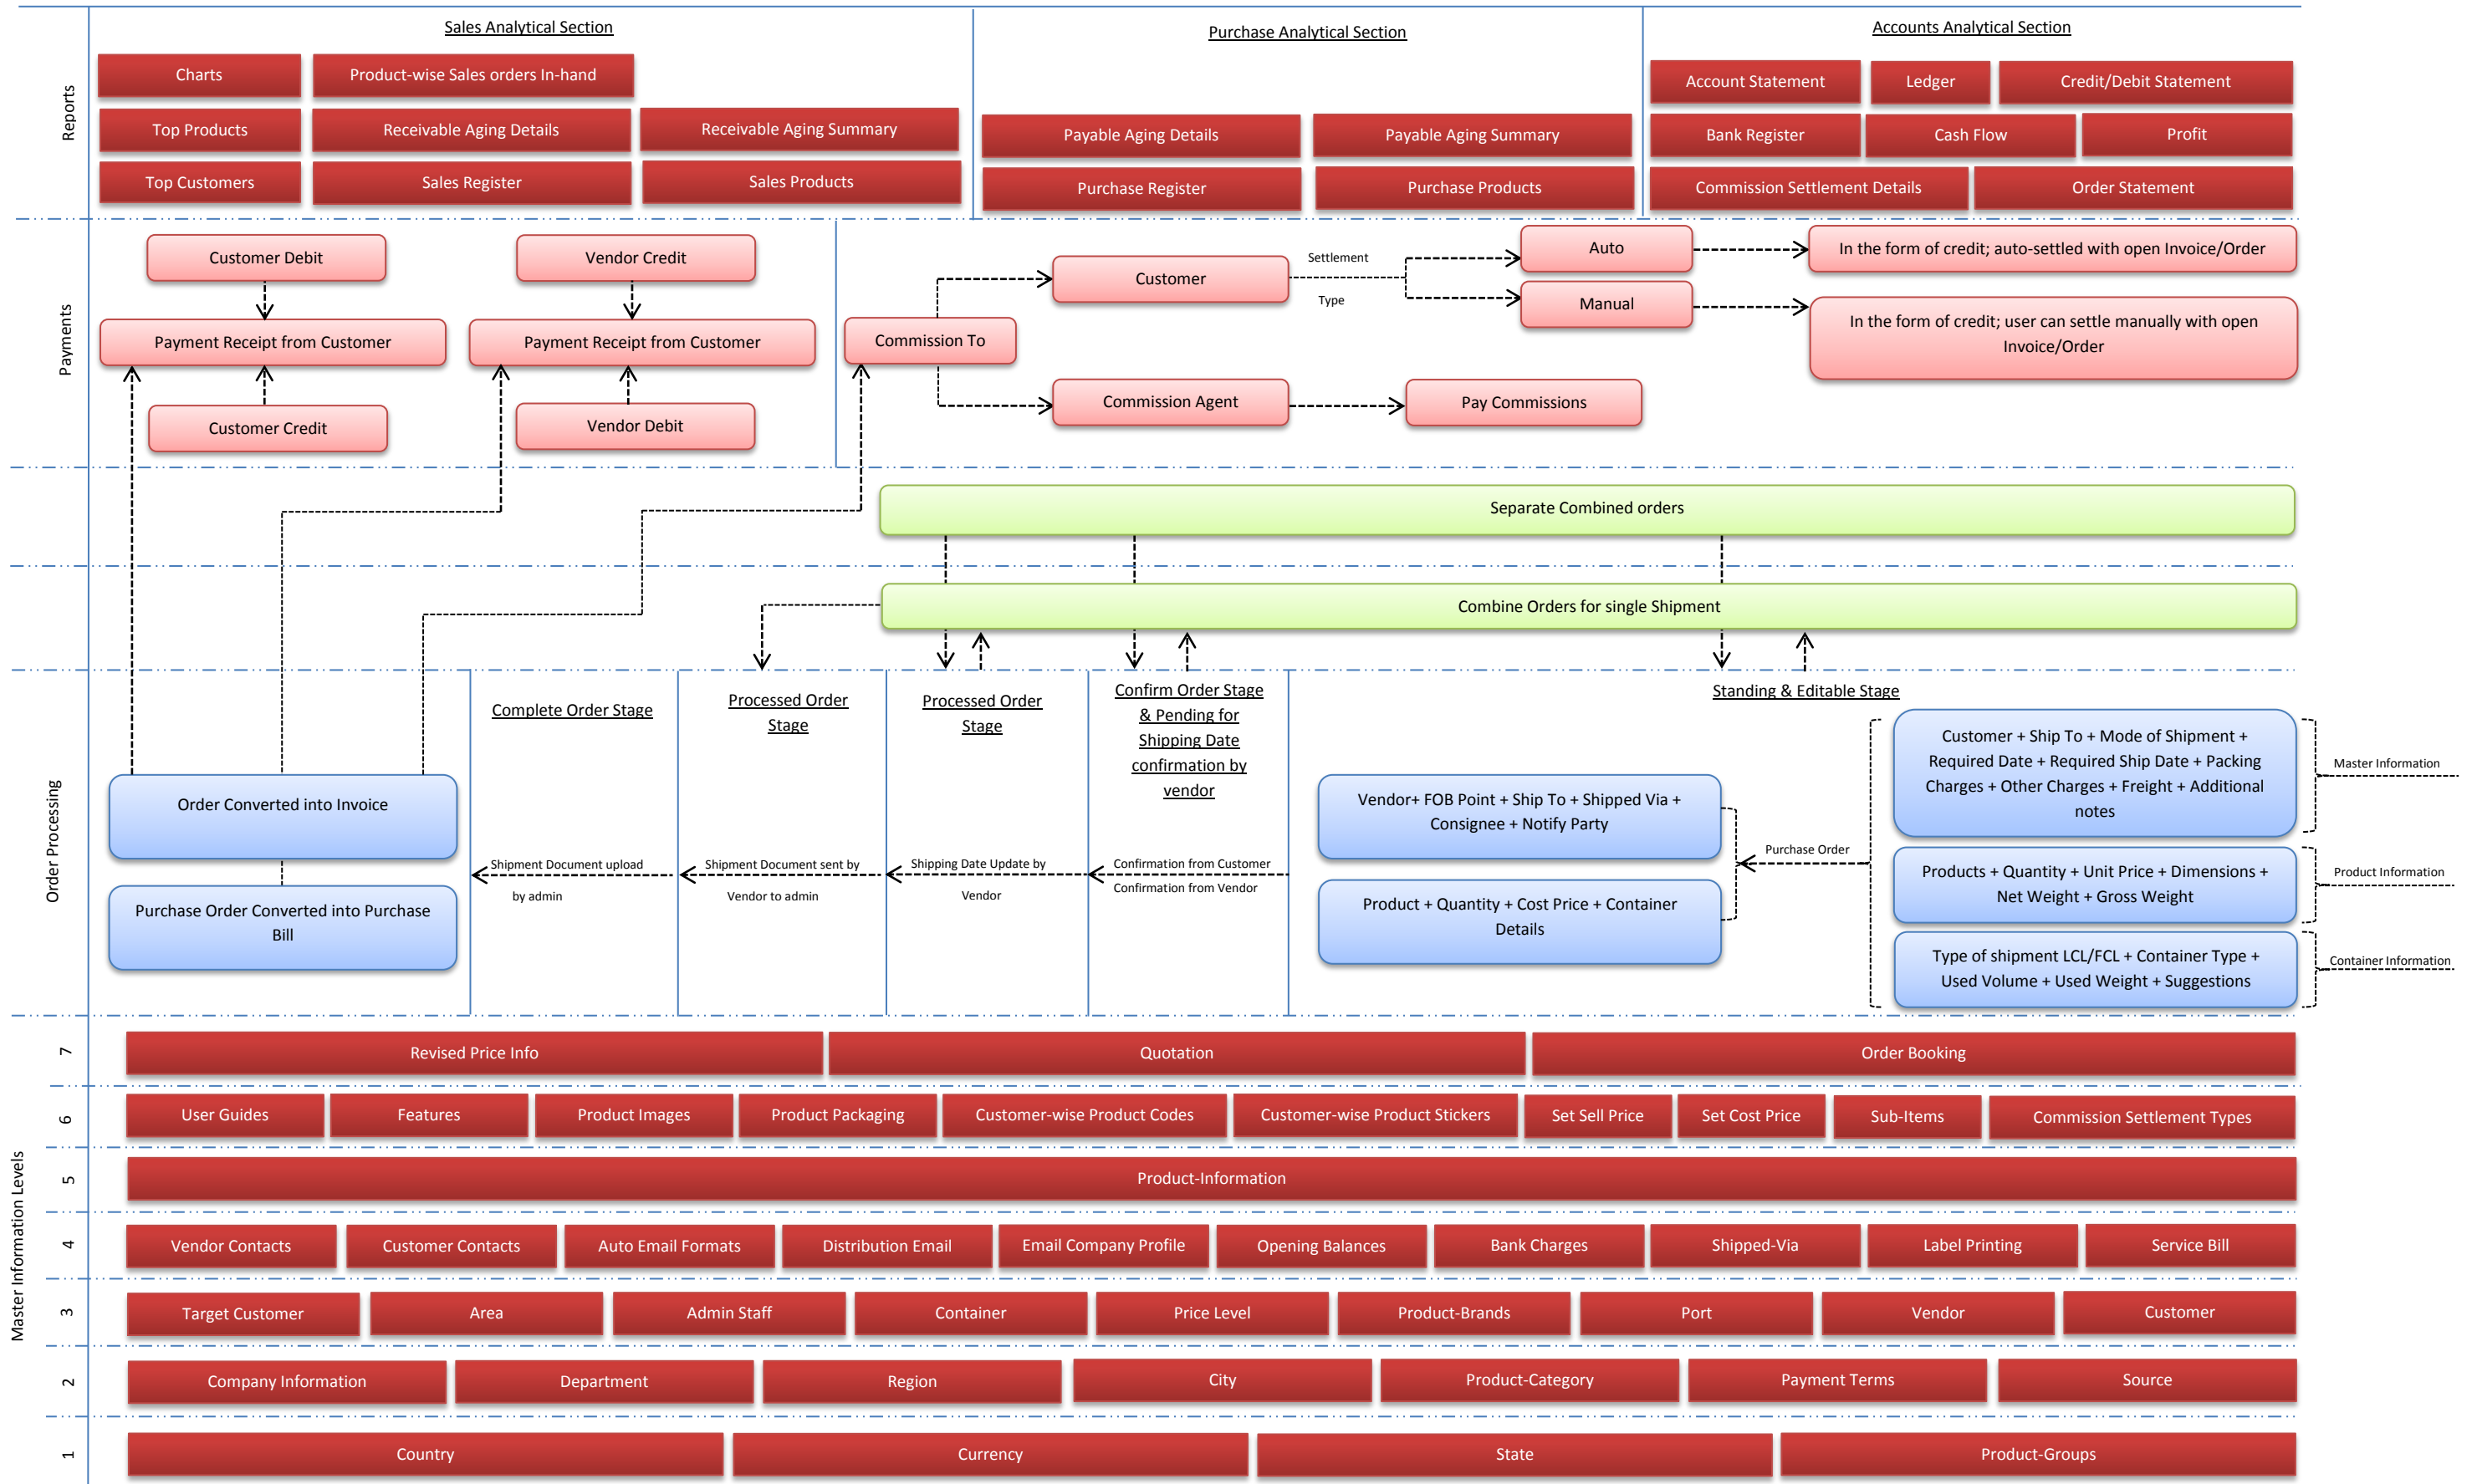 Sales Analytical Section
Purchase Analytical Section
Accounts Analytical Section
Reports
Charts
Product-wise Sales orders In-hand
Top Products
Receivable Aging Details
Receivable Aging Summary
Top Customers
Sales Register
Sales Products
Payable Aging Details
Payable Aging Summary
Purchase Register
Purchase Products
Account Statement
Ledger
Credit/Debit Statement
Bank Register
Cash Flow
Profit
Commission Settlement Details
Order Statement
Payments
Customer Debit
Vendor Credit
Payment Receipt from Customer
Payment Receipt from Customer
Customer Credit
Vendor Debit
Commission To
Customer
Settlement
Type
Auto
In the form of credit; auto-settled with open Invoice/Order
Manual
In the form of credit; user can settle manually with open
Invoice/Order
Commission Agent
Pay Commissions
Separate Combined orders
Combine Orders for single Shipment
Order Processing
Order Converted into Invoice
Purchase Order Converted into Purchase
Bill
Complete Order Stage
Shipment Document upload
by admin
Processed Order
Stage
Shipment Document sent by
Vendor to admin
Processed Order
Stage
Shipping Date Update by
Vendor
Confirm Order Stage
& Pending for
Shipping Date
confirmation by
vendor
Confirmation from Customer
Confirmation from Vendor
Standing & Editable Stage
Vendor+ FOB Point + Ship To + Shipped Via +
Consignee + Notify Party
Product + Quantity + Cost Price + Container
Details
Purchase Order
Customer + Ship To + Mode of Shipment +
Required Date + Required Ship Date + Packing
Charges + Other Charges + Freight + Additional
notes
Master Information
Products + Quantity + Unit Price + Dimensions +
Net Weight + Gross Weight
Product Information
Type of shipment LCL/FCL + Container Type +
Used Volume + Used Weight + Suggestions
Container Information
Master Information Levels
7
Revised Price Info
Quotation
Order Booking
6
User Guides
Features
Product Images
Product Packaging
Customer-wise Product Codes
Customer-wise Product Stickers
Set Sell Price
Set Cost Price
Sub-Items
Commission Settlement Types
5
Product-Information
4
Vendor Contacts
Customer Contacts
Auto Email Formats
Distribution Email
Email Company Profile
Opening Balances
Bank Charges
Shipped-Via
Label Printing
Service Bill
3
Target Customer
Area
Admin Staff
Container
Price Level
Product-Brands
Port
Vendor
Customer
2
Company Information
Department
Region
City
Product-Category
Payment Terms
Source
1
Country
Currency
State
Product-Groups